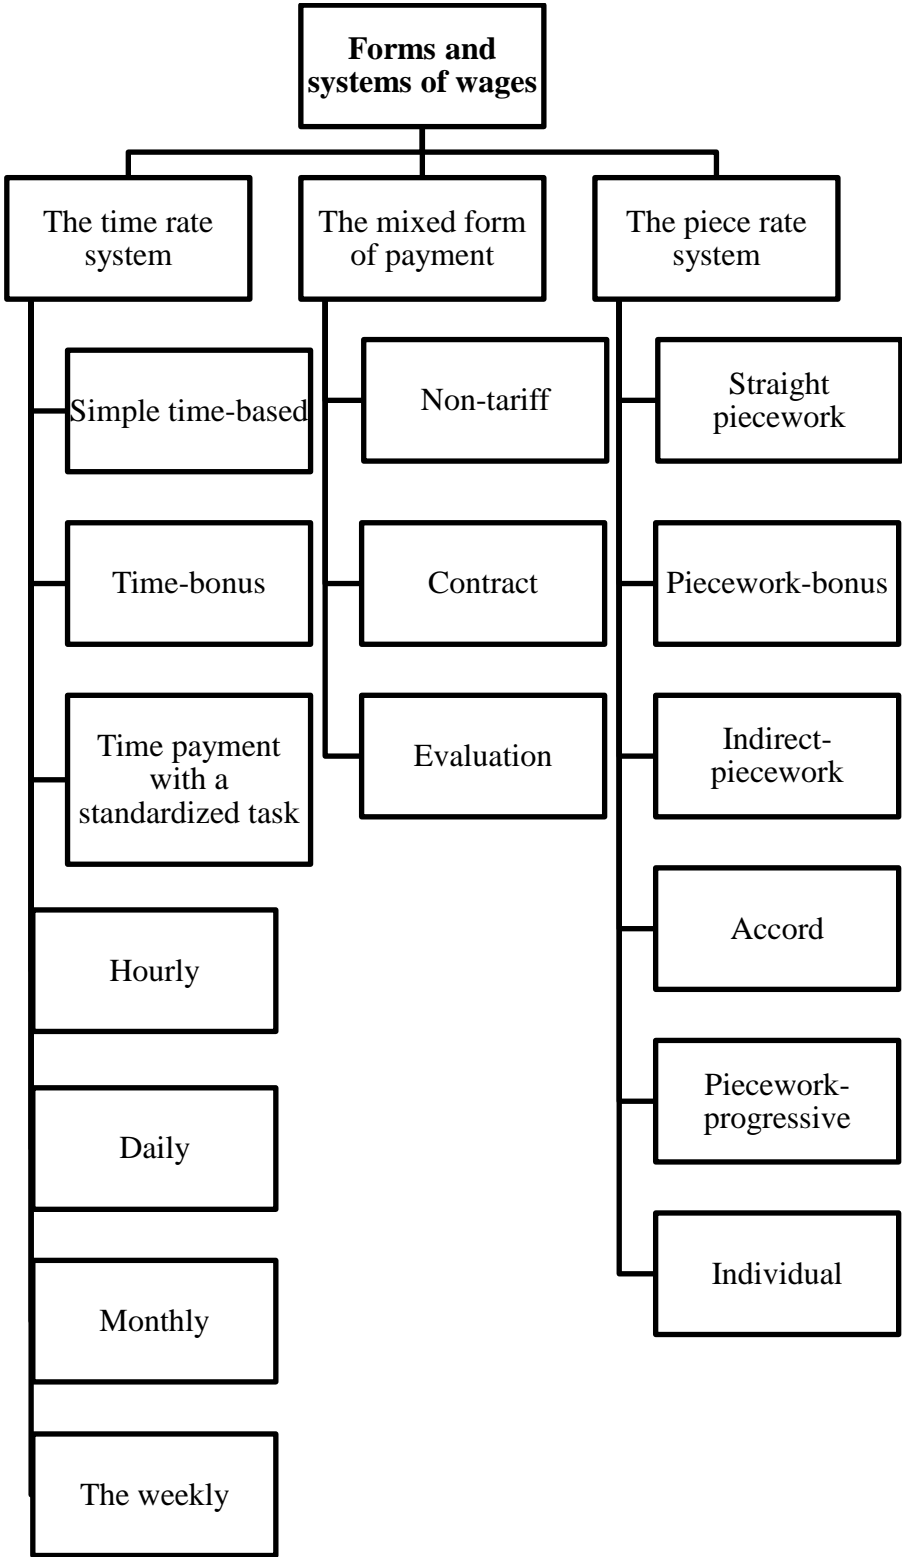 Forms and
systems of wages
The time rate
system
The mixed form
of payment
The piece rate
system
Simple time-based
Time-bonus
Time payment
with a
standardized task
Hourly
Daily
Monthly
The weekly
Non-tariff
Contract
Evaluation
Straight
piecework
Piecework-bonus
Indirect-
piecework
Accord
Piecework-
progressive
Individual